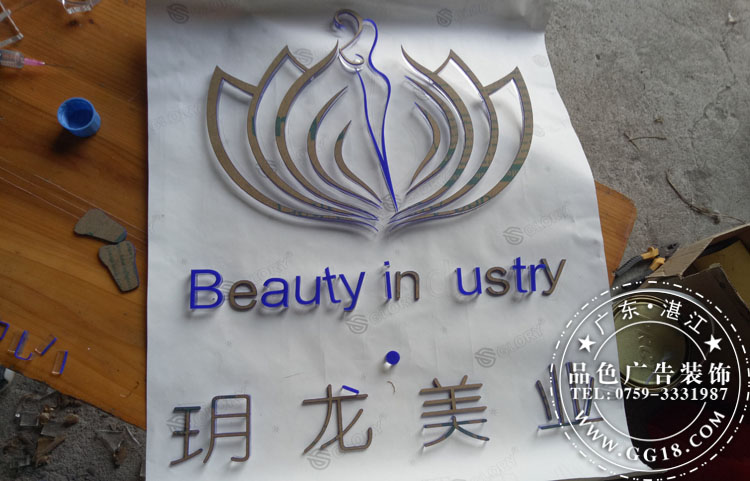 Beauty in ustry
玥龙美业
广东·湛江
品色广告装饰
TEL: 0759-3331987
WWW.GG18.COM